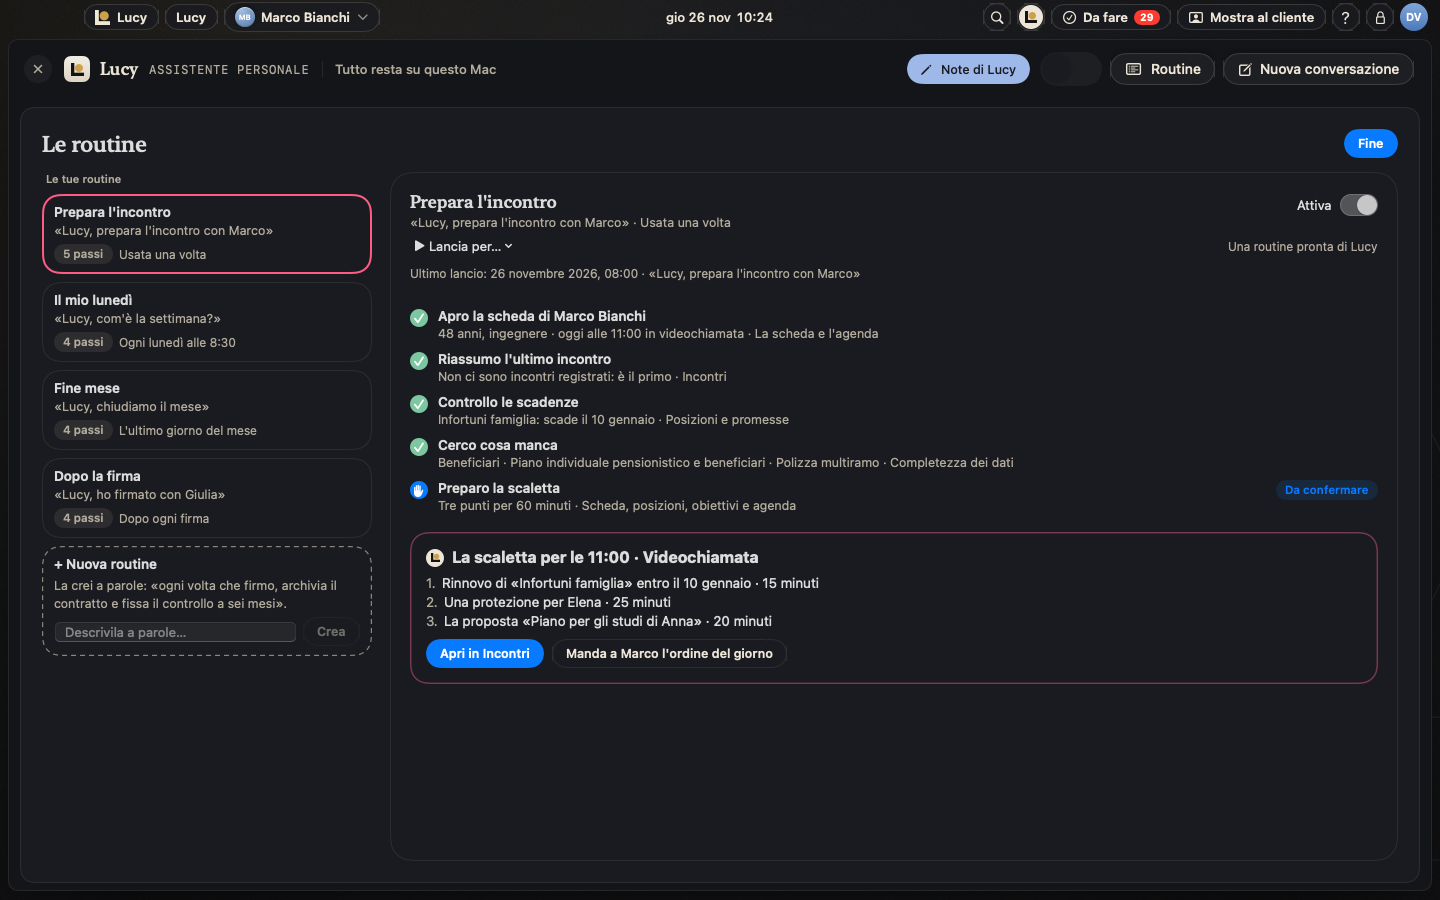 Lucy
Lucy
MB Marco Bianchi
gio 26 nov 10:24
Da fare 29
Mostra al cliente
?
DV
Lucy ASSISTENTE PERSONALE Tutto resta su questo Mac
Note di Lucy
Routine
Nuova conversazione
Le routine
Fine
Le tue routine
Prepara l'incontro
«Lucy, prepara l'incontro con Marco»
5 passi Usata una volta
Il mio lunedì
«Lucy, com'è la settimana?»
4 passi Ogni lunedì alle 8:30
Fine mese
«Lucy, chiudiamo il mese»
4 passi L'ultimo giorno del mese
Dopo la firma
«Lucy, ho firmato con Giulia»
4 passi Dopo ogni firma
+ Nuova routine
La crei a parole: «ogni volta che firmo, archivia il
contratto e fissa il controllo a sei mesi».
Descrivila a parole...
Crea
Prepara l'incontro
«Lucy, prepara l'incontro con Marco» · Usata una volta
Attiva
Lancia per...
Una routine pronta di Lucy
Ultimo lancio: 26 novembre 2026, 08:00 · «Lucy, prepara l'incontro con Marco»
Apro la scheda di Marco Bianchi
48 anni, ingegnere · oggi alle 11:00 in videochiamata · La scheda e l'agenda
Riassumo l'ultimo incontro
Non ci sono incontri registrati: è il primo · Incontri
Controllo le scadenze
Infortuni famiglia: scade il 10 gennaio · Posizioni e promesse
Cerco cosa manca
Beneficiari · Piano individuale pensionistico e beneficiari · Polizza multiramo · Completezza dei dati
Preparo la scaletta
Tre punti per 60 minuti · Scheda, posizioni, obiettivi e agenda
Da confermare
La scaletta per le 11:00 · Videochiamata
1. Rinnovo di «Infortuni famiglia» entro il 10 gennaio · 15 minuti
2. Una protezione per Elena · 25 minuti
3. La proposta «Piano per gli studi di Anna» · 20 minuti
Apri in Incontri
Manda a Marco l'ordine del giorno